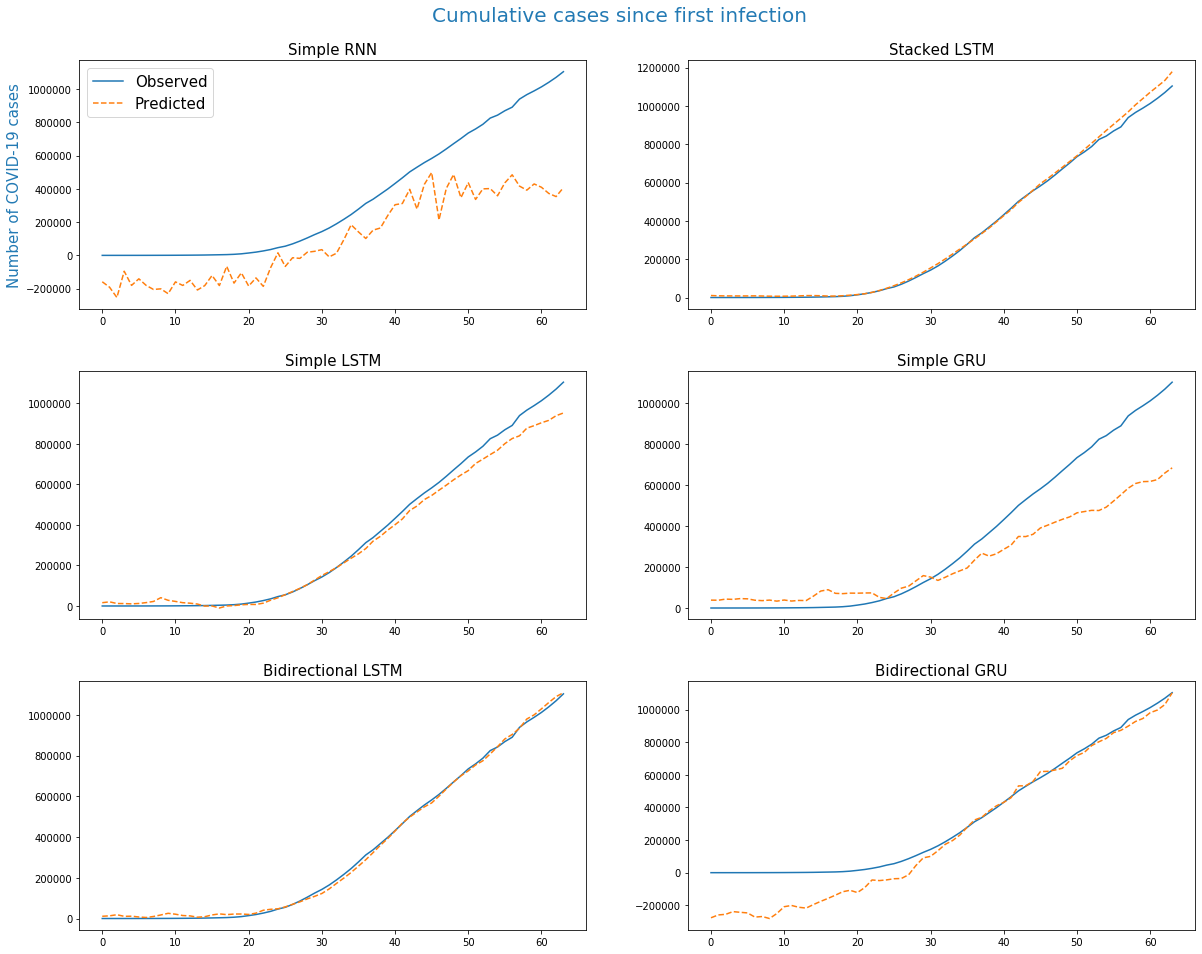 Cumulative cases since first infection
Number of COVID-19 cases
Simple RNN
Observed
Predicted
1000000
800000
600000
400000
200000
0
−200000
0 10 20 30 40 50 60
Stacked LSTM
1200000
1000000
800000
600000
400000
200000
0
0 10 20 30 40 50 60
Simple LSTM
1000000
800000
600000
400000
200000
0
0 10 20 30 40 50 60
Simple GRU
1000000
800000
600000
400000
200000
0
0 10 20 30 40 50 60
Bidirectional LSTM
1000000
800000
600000
400000
200000
0
0 10 20 30 40 50 60
Bidirectional GRU
1000000
800000
600000
400000
200000
0
−200000
0 10 20 30 40 50 60